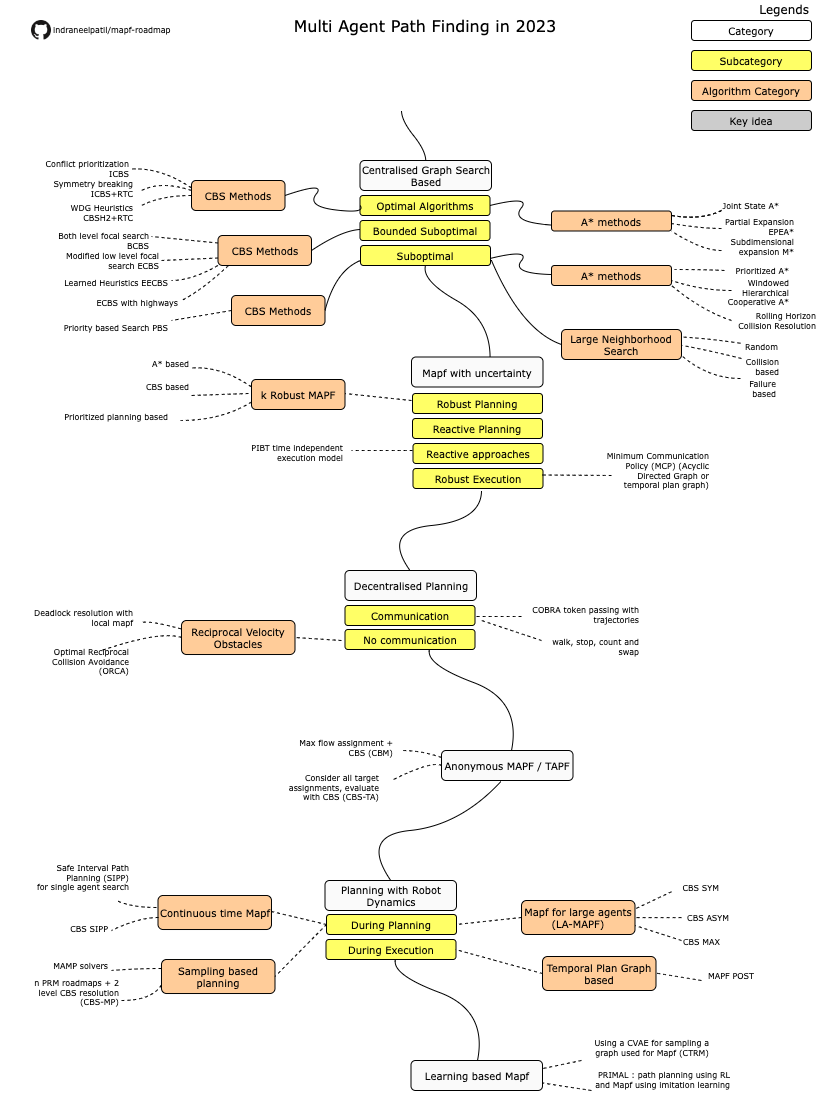 Indraneelpatil/mapf-roadmap
Multi Agent Path Finding in 2023
Legends
Category
Subcategory
Algorithm Category
Key idea
Centralised Graph Search
Based
Optimal Algorithms
Bounded Suboptimal
Suboptimal
CBS Methods
Conflict prioritization
ICBS
Symmetry breaking
ICBS+RTC
WDG Heuristics
CBSH2+RTC
CBS Methods
Both level focal search
BCBS
Modified low level focal
search ECBS
Learned Heuristics EECBS
ECBS with highways
CBS Methods
Priority based Search PBS
A* methods
Joint State A*
Partial Expansion
EPEA*
Subdimensional
expansion M*
A* methods
Prioritized A*
Windowed
Hierarchical
Cooperative A*
Rolling Horizon
Collision Resolution
Large Neighborhood
Search
Random
Collision
based
Failure
based
Mapf with uncertainty
Robust Planning
Reactive Planning
Reactive approaches
Robust Execution
k Robust MAPF
A* based
CBS based
Prioritized planning based
PIBT time independent
execution model
Minimum Communication
Policy (MCP) (Acyclic
Directed Graph or
temporal plan graph)
Decentralised Planning
Communication
No communication
Reciprocal Velocity
Obstacles
Deadlock resolution with
local mapf
Optimal Reciprocal
Collision Avoidance
(ORCA)
COBRA token passing with
trajectories
walk, stop, count and
swap
Anonymous MAPF / TAPF
Max flow assignment +
CBS (CBM)
Consider all target
assignments, evaluate
with CBS (CBS-TA)
Planning with Robot
Dynamics
During Planning
During Execution
Continuous time Mapf
Safe Interval Path
Planning (SIPP)
for single agent search
CBS SIPP
Sampling based
planning
MAMP solvers
n PRM roadmaps + 2
level CBS resolution
(CBS-MP)
Mapf for large agents
(LA-MAPF)
CBS SYM
CBS ASYM
CBS MAX
Temporal Plan Graph
based
MAPF POST
Learning based Mapf
Using a CVAE for sampling a
graph used for Mapf (CTRM)
PRIMAL : path planning using RL
and Mapf using imitation learning